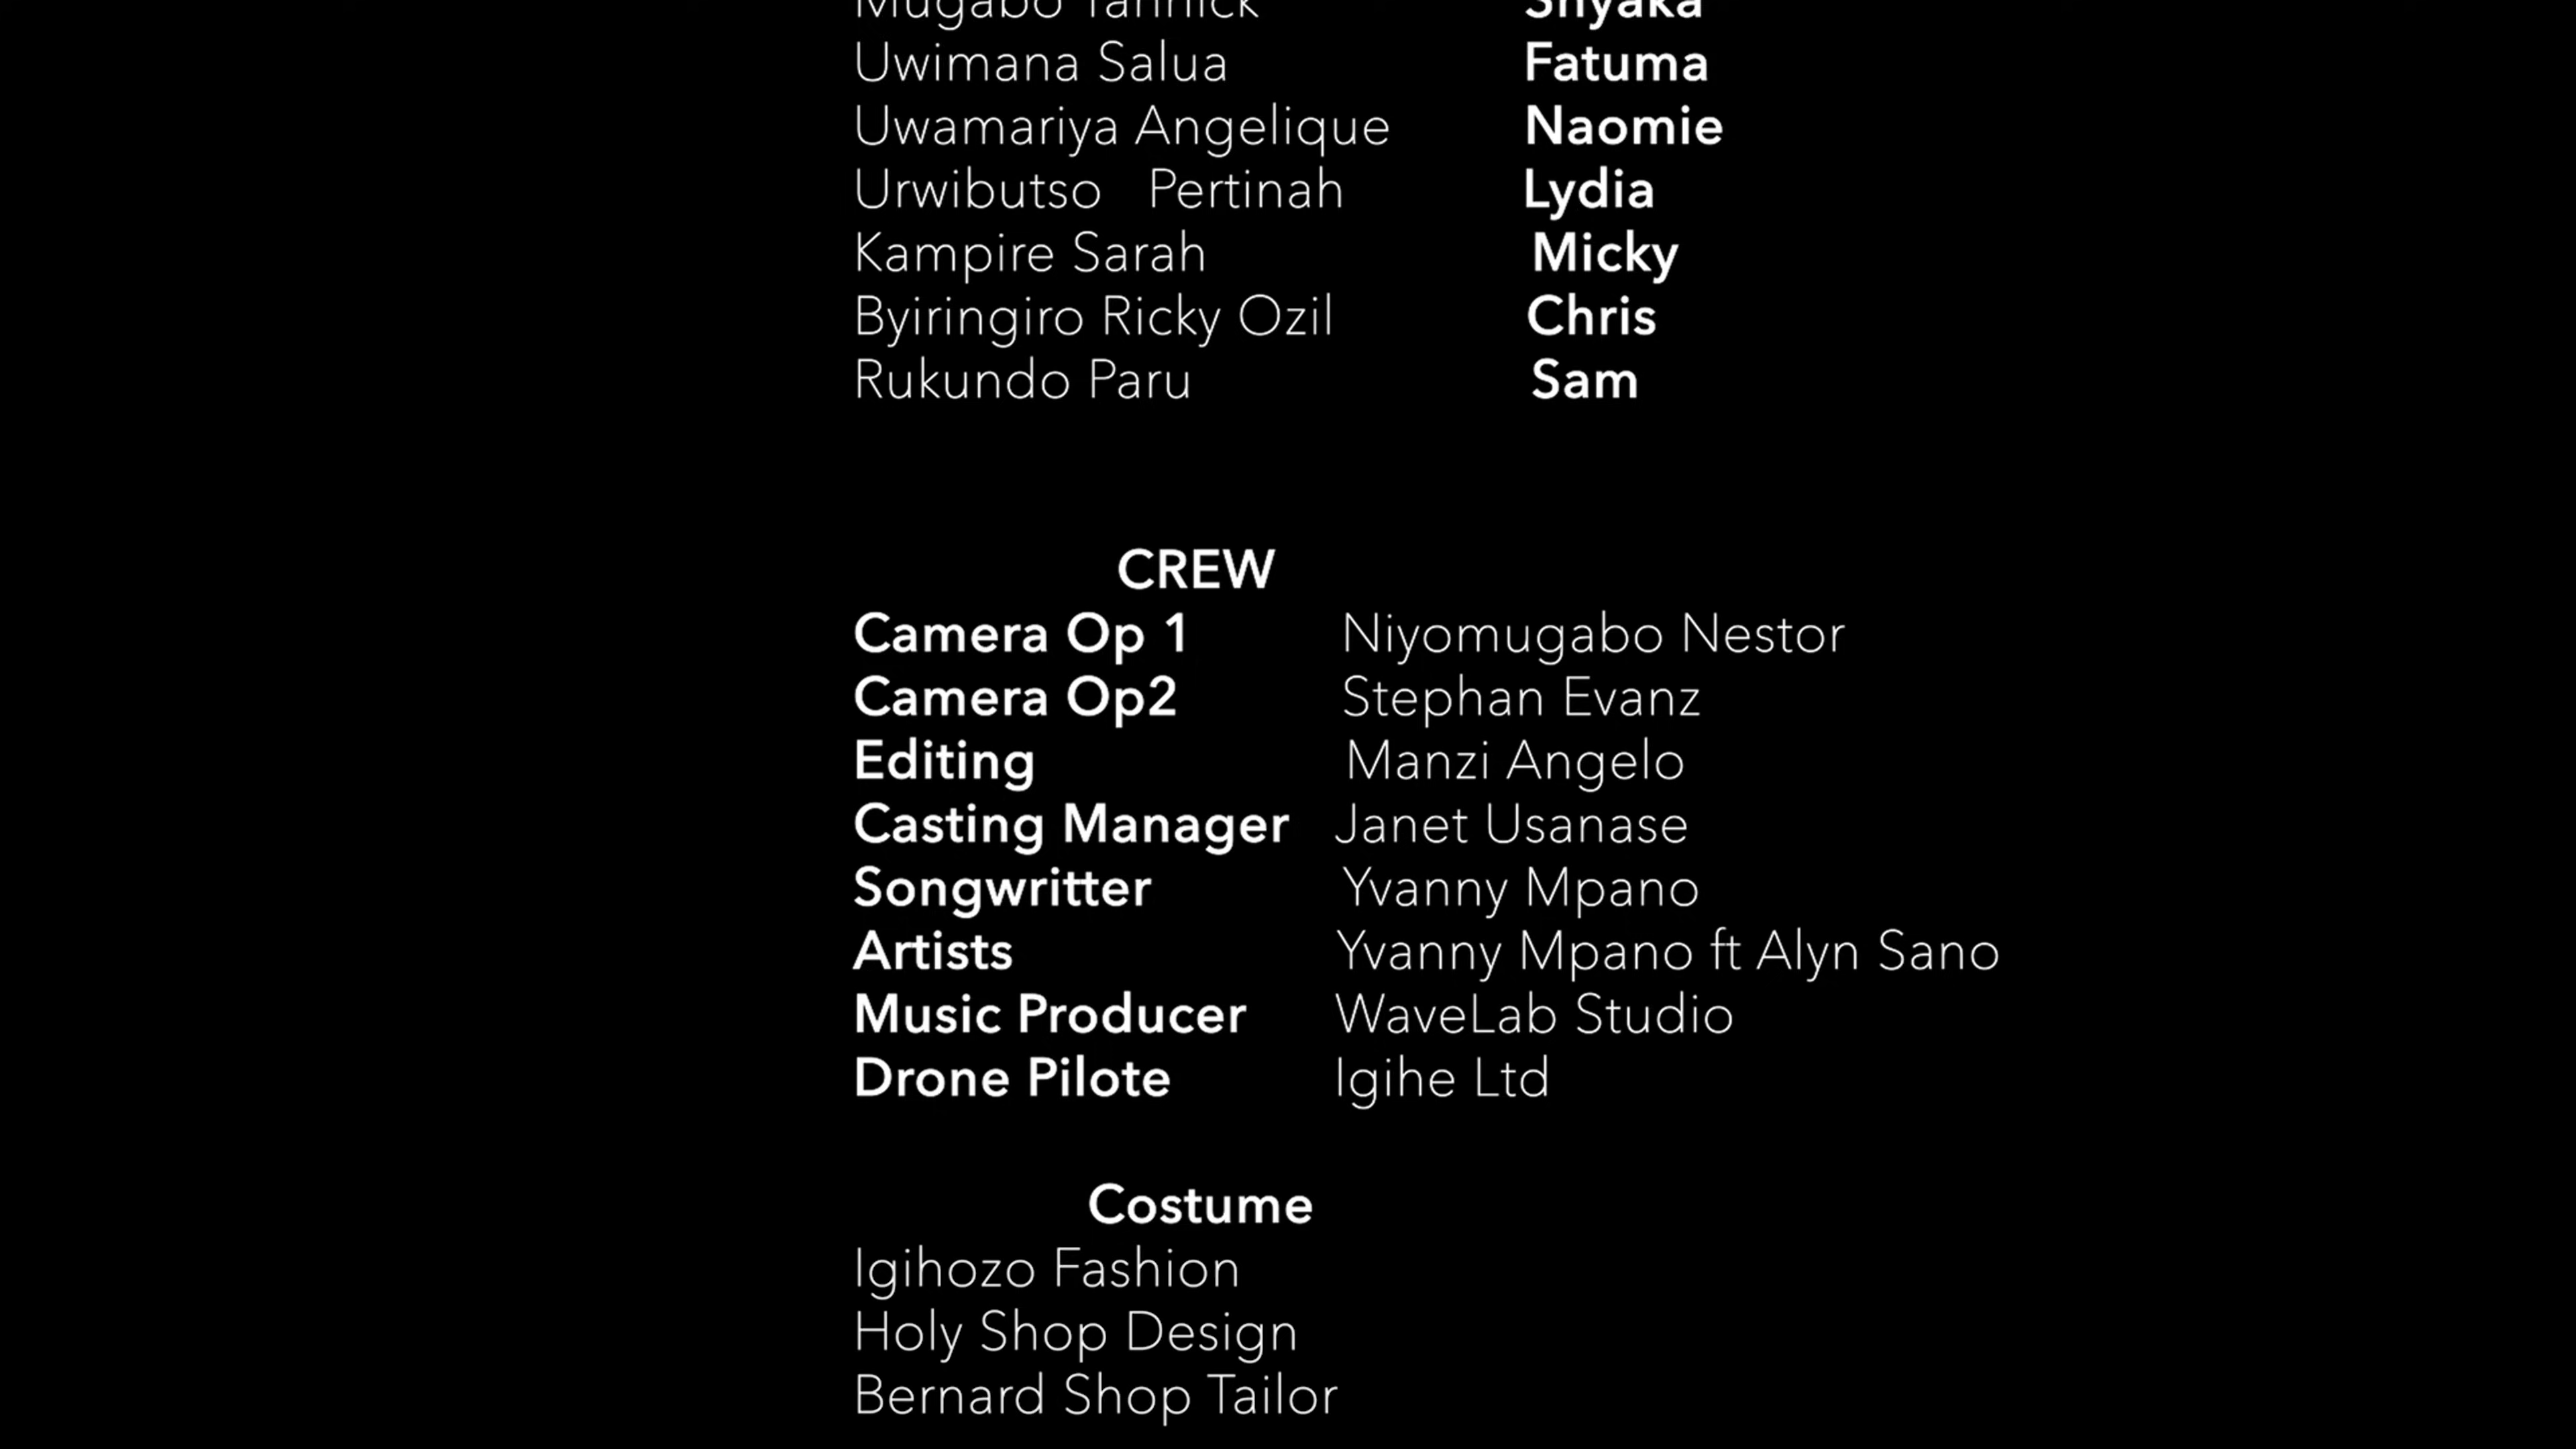 Mugabo Yannick Shyaka
Uwimana Salua Fatuma
Uwamariya Angelique Naomie
Urwibutso Pertinah Lydia
Kampire Sarah Micky
Byiringiro Ricky Ozil Chris
Rukundo Paru Sam
CREW
Camera Op 1 Niyomugabo Nestor
Camera Op2 Stephan Evanz
Editing Manzi Angelo
Casting Manager Janet Usanase
Songwritter Yvanny Mpano
Artists Yvanny Mpano ft Alyn Sano
Music Producer WaveLab Studio
Drone Pilote Igihe Ltd
Costume
Igihozo Fashion
Holy Shop Design
Bernard Shop Tailor